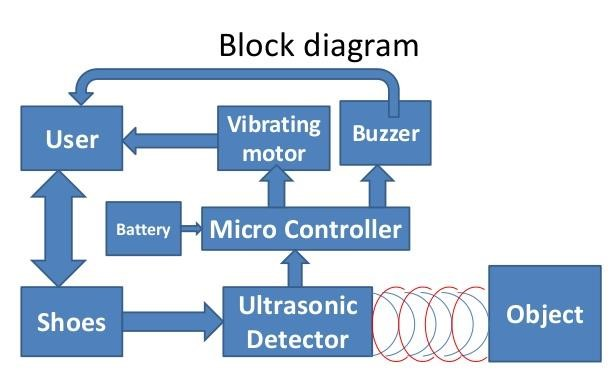 Block diagram
User
Vibrating
motor
Buzzer
Battery
Micro Controller
Shoes
Ultrasonic
Detector
Object